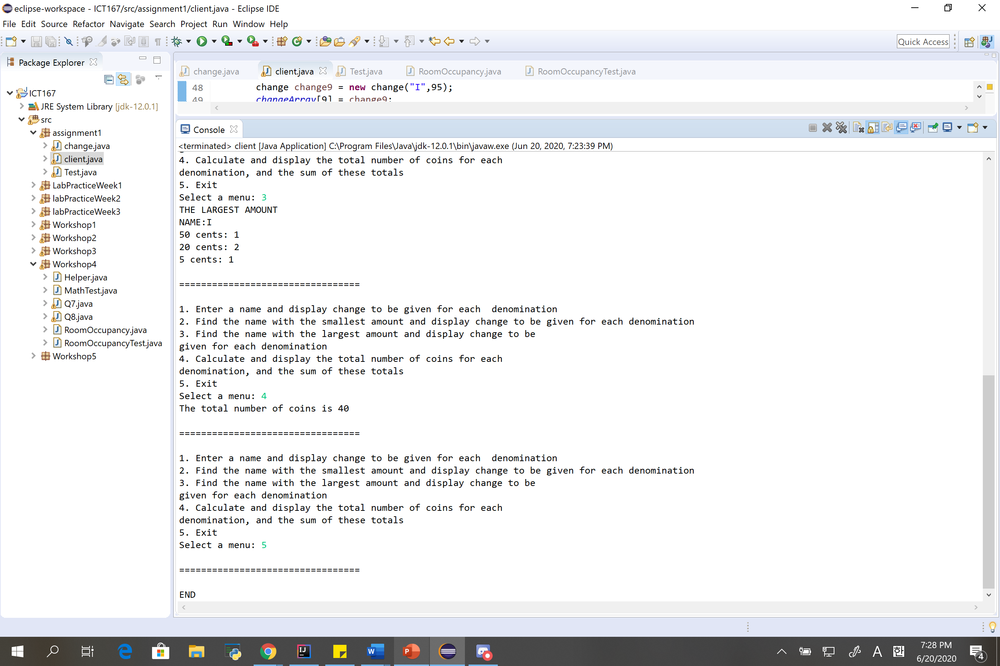 eclipse-workspace - ICT167/src/assignment1/client.java - Eclipse IDE
File Edit Source Refactor Navigate Search Project Run Window Help
Quick Access
Package Explorer
ICT167
JRE System Library [jdk-12.0.1]
src
assignment1
change.java
client.java
Test.java
LabPracticeWeek1
labPracticeWeek2
labPracticeWeek3
Workshop1
Workshop2
Workshop3
Workshop4
Helper.java
MathTest.java
Q7.java
Q8.java
RoomOccupancy.java
RoomOccupancyTest.java
Workshop5
change.java client.java Test.java RoomOccupancy.java RoomOccupancyTest.java
48 change change9 = new change("I",95);
49 changeArray[9] = change9;
Console
<terminated> client [Java Application] C:\Program Files\Java\jdk-12.0.1\bin\javaw.exe (Jun 20, 2020, 7:23:39 PM)
4. Calculate and display the total number of coins for each
denomination, and the sum of these totals
5. Exit
Select a menu: 3
THE LARGEST AMOUNT
NAME:I
50 cents: 1
20 cents: 2
5 cents: 1
=================================
1. Enter a name and display change to be given for each  denomination
2. Find the name with the smallest amount and display change to be given for each denomination
3. Find the name with the largest amount and display change to be
given for each denomination
4. Calculate and display the total number of coins for each
denomination, and the sum of these totals
5. Exit
Select a menu: 4
The total number of coins is 40
=================================
1. Enter a name and display change to be given for each  denomination
2. Find the name with the smallest amount and display change to be given for each denomination
3. Find the name with the largest amount and display change to be
given for each denomination
4. Calculate and display the total number of coins for each
denomination, and the sum of these totals
5. Exit
Select a menu: 5
=================================
END
A 한
7:28 PM
6/20/2020
4